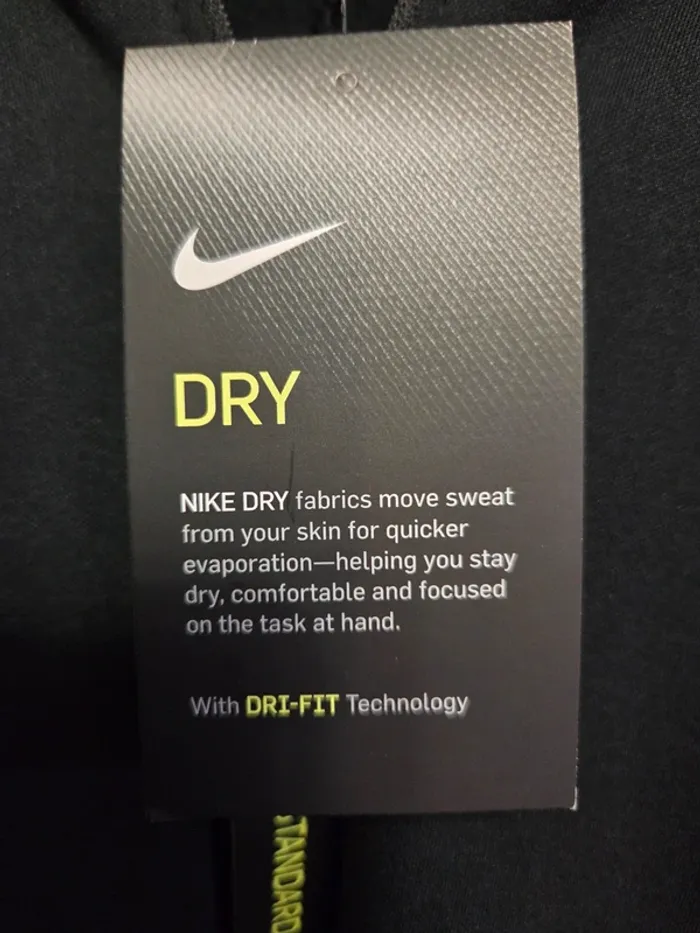 DRY
NIKE DRY fabrics move sweat
from your skin for quicker
evaporation—helping you stay
dry, comfortable and focused
on the task at hand.
With DRI-FIT Technology
STANDARD